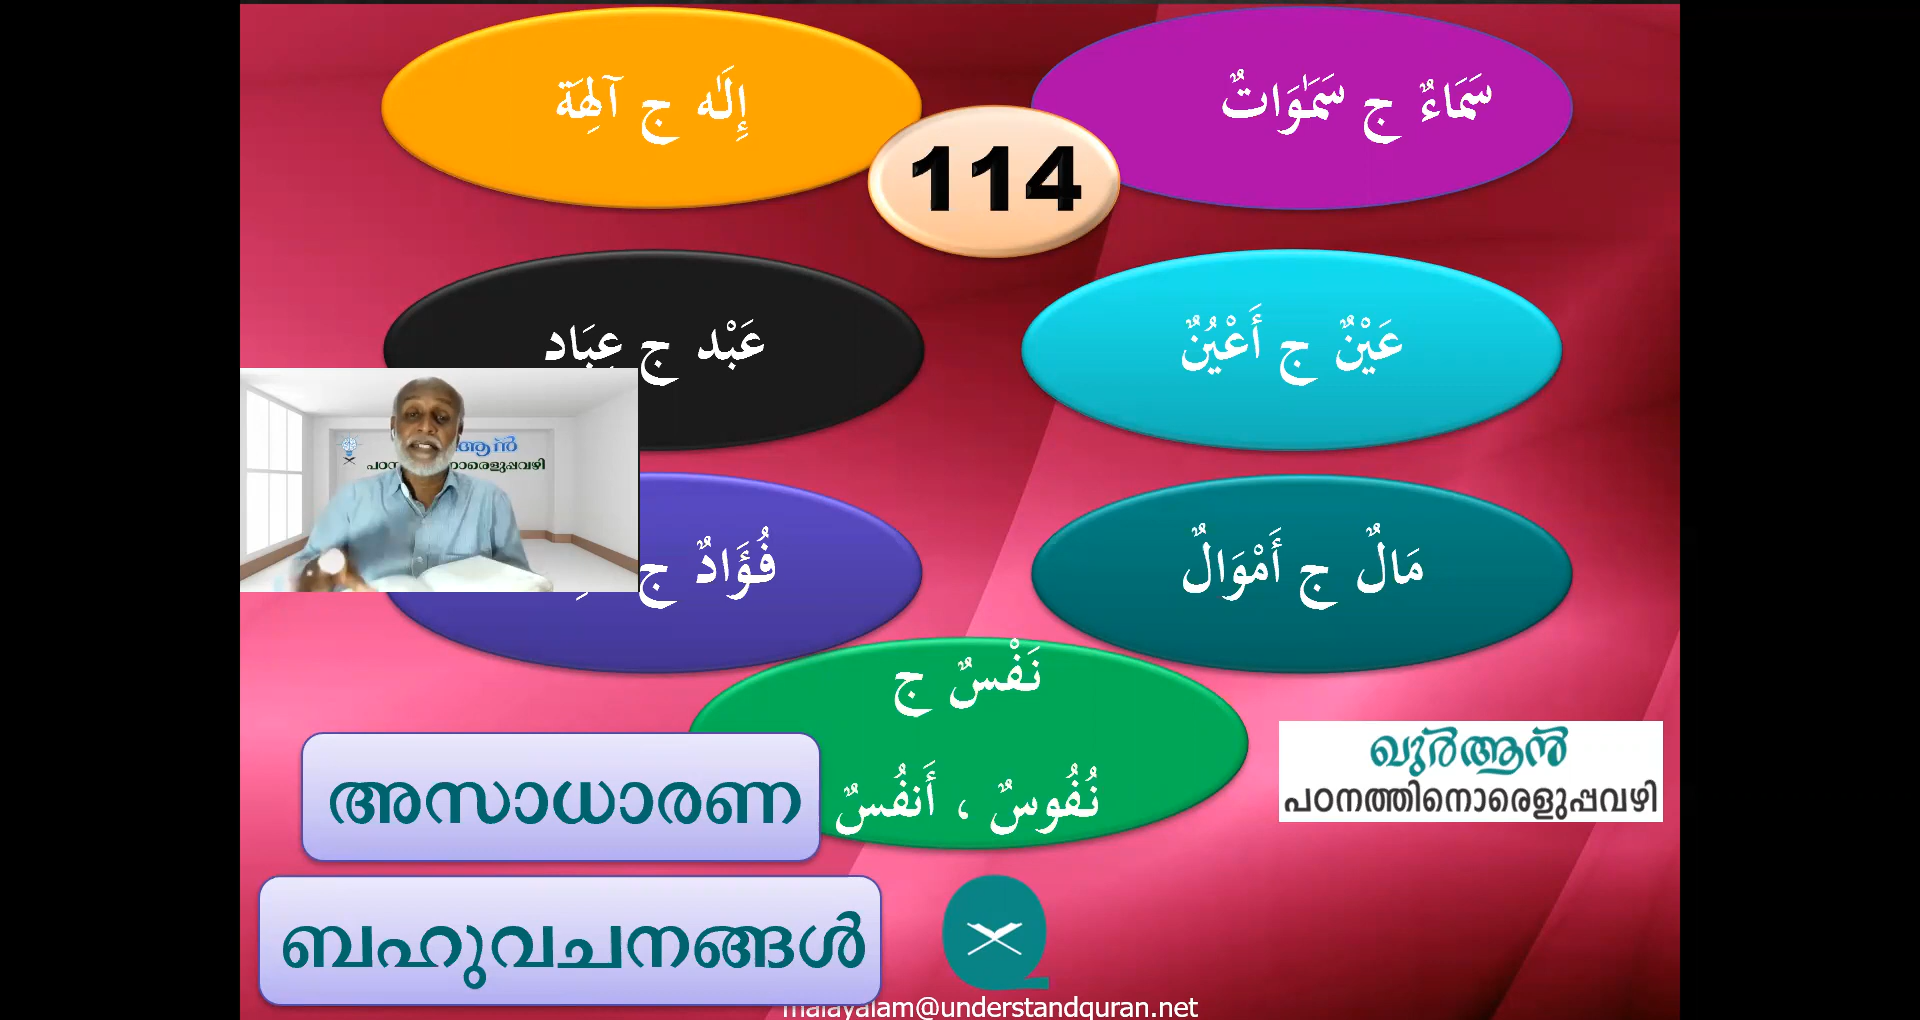 سَمَاءٌ ج سَمَٰوَاتٌ
إِلَٰه ج آلِهَة
114
عَيْنٌ ج أَعْيُنٌ
عَبْد ج عِبَاد
مَالٌ ج أَمْوَالٌ
فُؤَادٌ ج
نَفْسٌ ج
نُفُوسٌ ، أَنفُسٌ
ഖുർആൻ
പഠനത്തിനൊരെളുപ്പവഴി
അസാധാരണ
ബഹുവചനങ്ങൾ
malayalam@understandquran.net